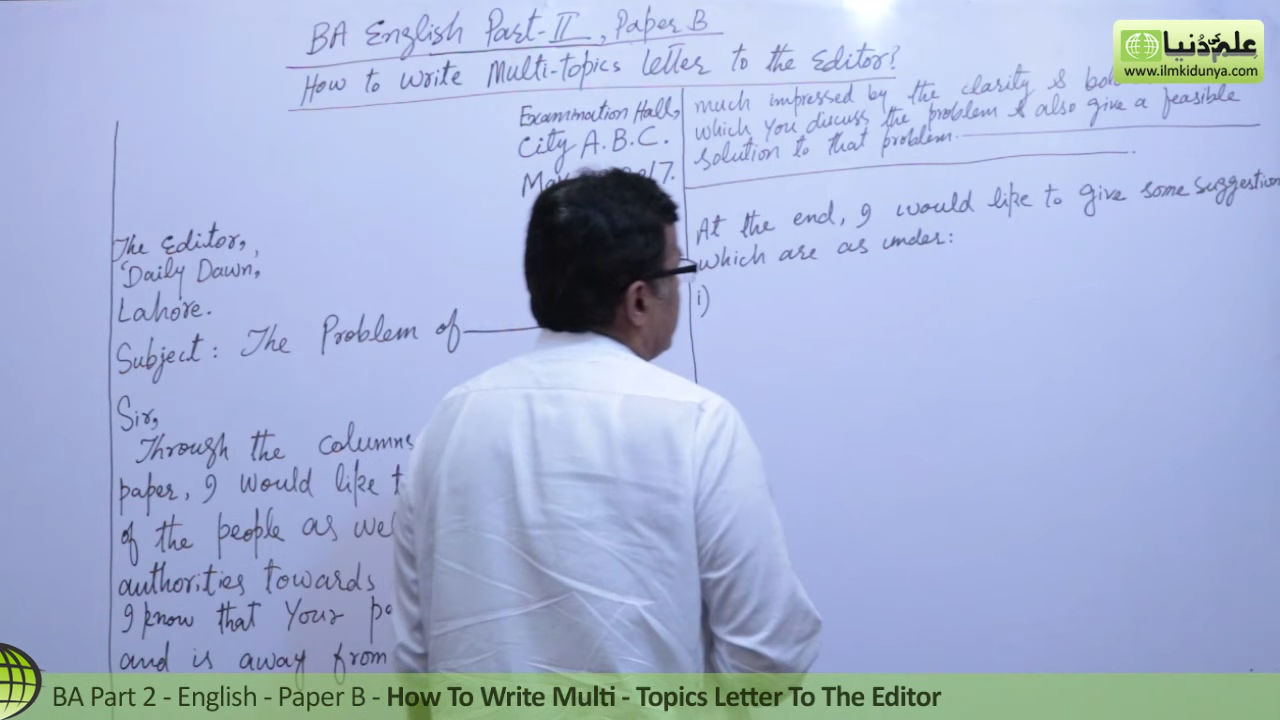 BA English Part-II, Paper B
How to write Multi-topics letter to the Editor?
Examination Hall,
City A.B.C.
The Editor,
Daily Dawn,
Lahore.
Subject: The Problem of
Sir,
Through the columns
paper, I would like
of the people as
authorities towards
I know that Your
and is away from
much impressed by the clarity &
which you discuss the problem & also give a feasible
solution to that problem.
At the end, I would like to give some suggestion
which are as under:
i)
علم کی دُنیا
www.ilmkidunya.com
BA Part 2 - English - Paper B - How To Write Multi - Topics Letter To The Editor